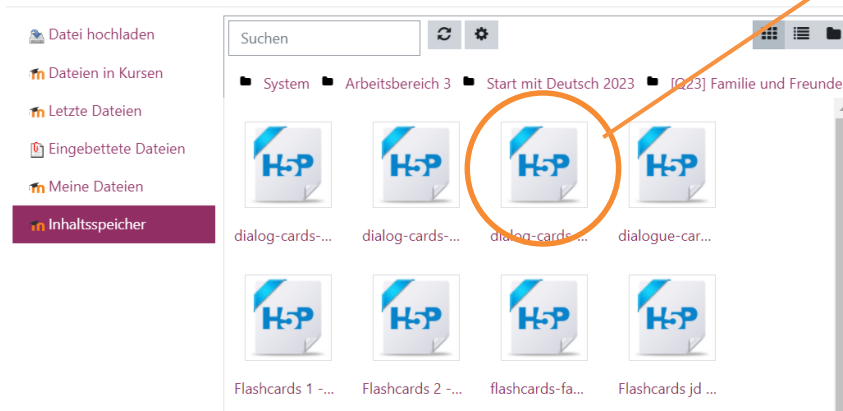 Datei hochladen
Dateien in Kursen
Letzte Dateien
Eingebettete Dateien
Meine Dateien
Inhaltsspeicher
Suchen
System Arbeitsbereich 3 Start mit Deutsch 2023 [Q23] Familie und Freunde
H5P H5P H5P H5P
dialog-cards-... dialog-cards-... dialog-cards-... dialogue-car...
H5P H5P H5P H5P
Flashcards 1 -... Flashcards 2 -... flashcards-fa... Flashcards jd ...